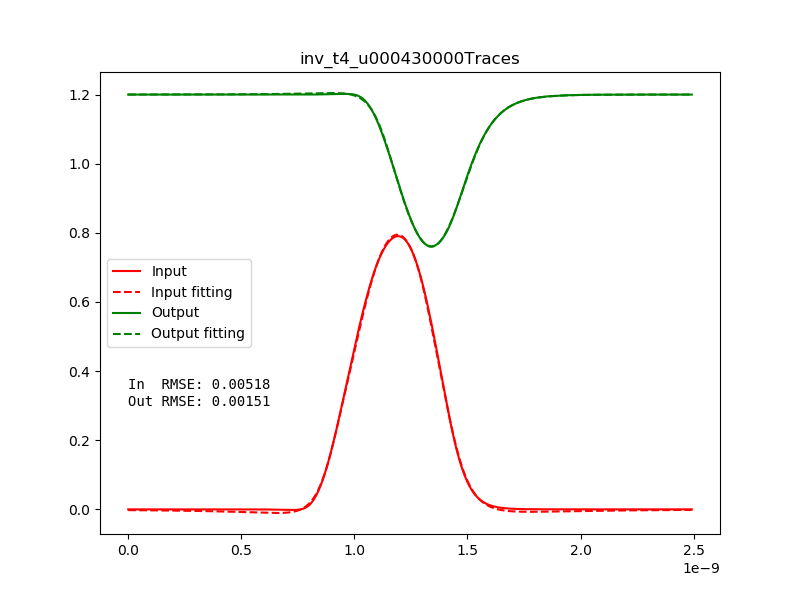 inv_t4_u000430000Traces
1.2
1.0
0.8
0.6
0.4
0.2
0.0
Input
Input fitting
Output
Output fitting
In  RMSE: 0.00518
Out RMSE: 0.00151
0.0 0.5 1.0 1.5 2.0 2.5
1e−9